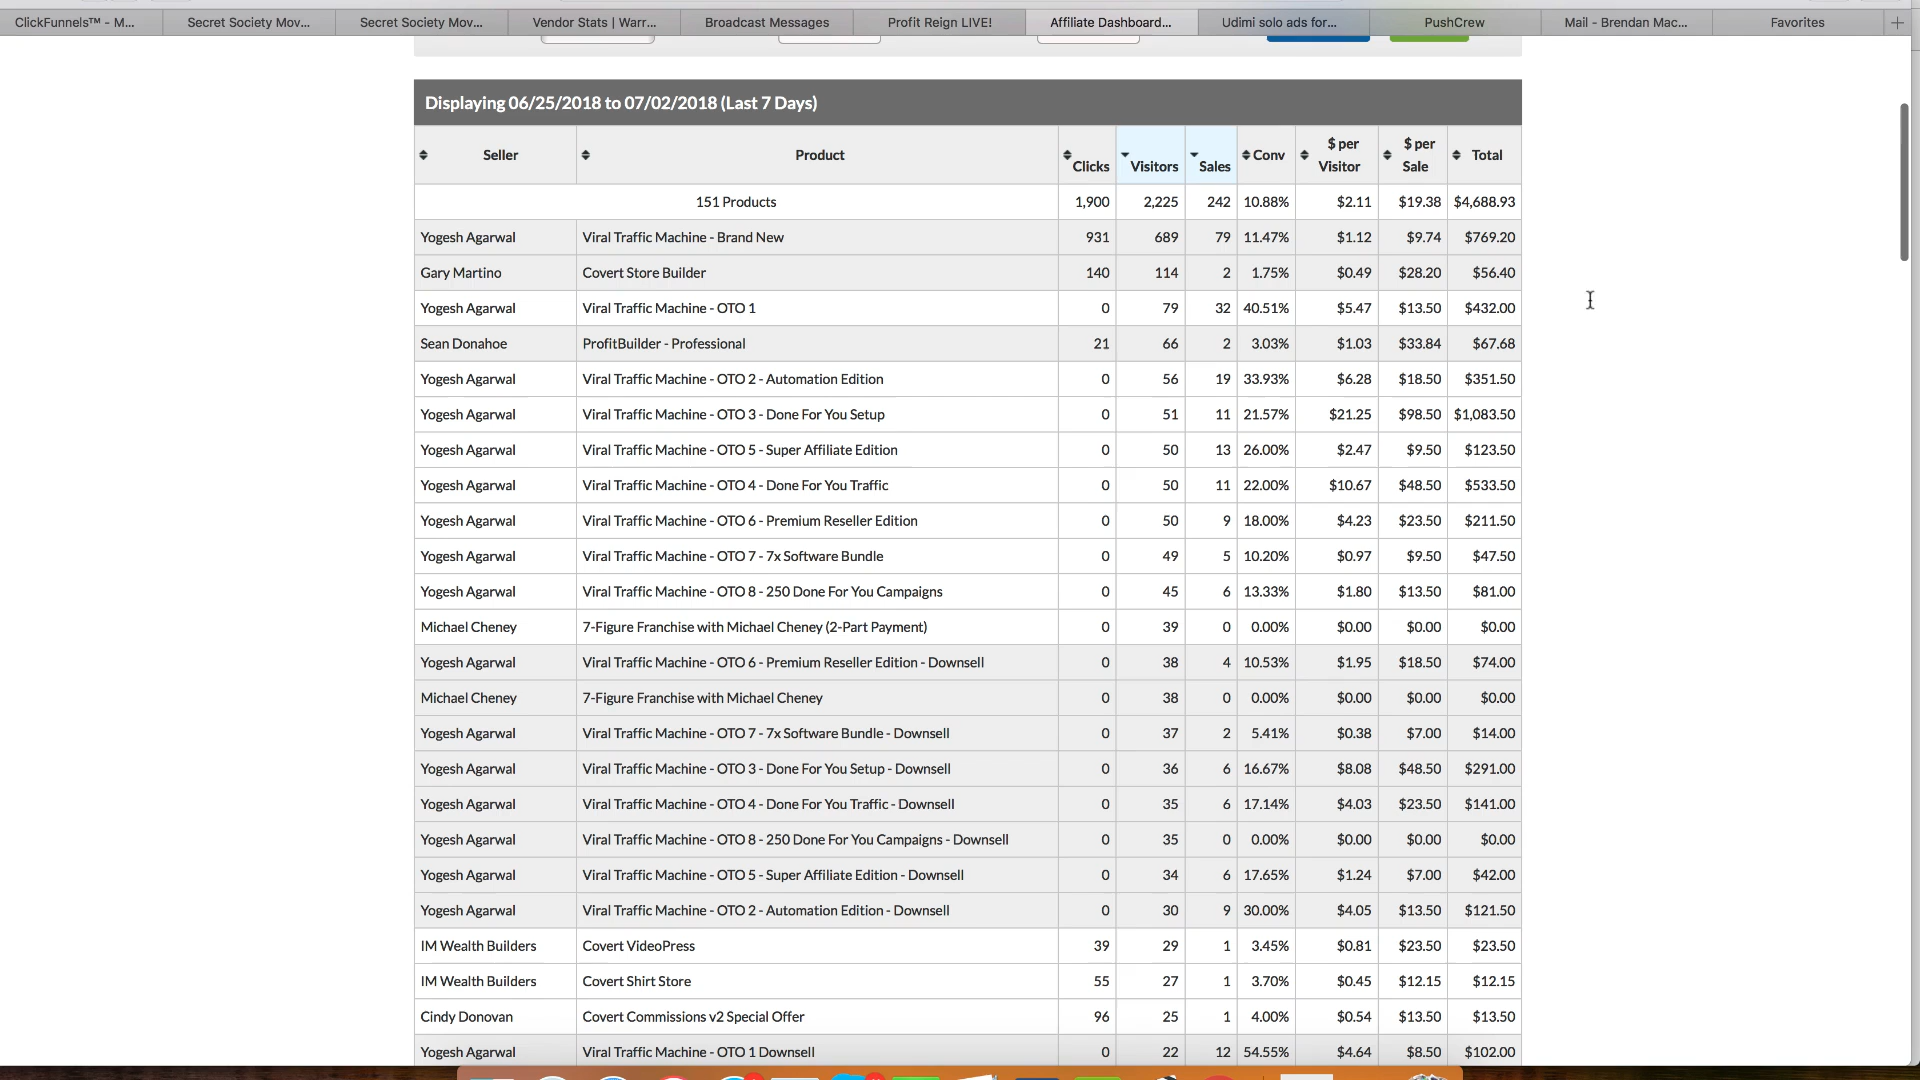 ClickFunnels™ - M... Secret Society Mov... Secret Society Mov... Vendor Stats | Warr... Broadcast Messages Profit Reign LIVE! Affiliate Dashboard... Udimi solo ads for... PushCrew Mail - Brendan Mac... Favorites
Displaying 06/25/2018 to 07/02/2018 (Last 7 Days)
Seller Product Clicks Visitors Sales Conv $ per Visitor $ per Sale Total
151 Products 1,900 2,225 242 10.88% $2.11 $19.38 $4,688.93
Yogesh Agarwal Viral Traffic Machine - Brand New 931 689 79 11.47% $1.12 $9.74 $769.20
Gary Martino Covert Store Builder 140 114 2 1.75% $0.49 $28.20 $56.40
Yogesh Agarwal Viral Traffic Machine - OTO 1 0 79 32 40.51% $5.47 $13.50 $432.00
Sean Donahoe ProfitBuilder - Professional 21 66 2 3.03% $1.03 $33.84 $67.68
Yogesh Agarwal Viral Traffic Machine - OTO 2 - Automation Edition 0 56 19 33.93% $6.28 $18.50 $351.50
Yogesh Agarwal Viral Traffic Machine - OTO 3 - Done For You Setup 0 51 11 21.57% $21.25 $98.50 $1,083.50
Yogesh Agarwal Viral Traffic Machine - OTO 5 - Super Affiliate Edition 0 50 13 26.00% $2.47 $9.50 $123.50
Yogesh Agarwal Viral Traffic Machine - OTO 4 - Done For You Traffic 0 50 11 22.00% $10.67 $48.50 $533.50
Yogesh Agarwal Viral Traffic Machine - OTO 6 - Premium Reseller Edition 0 50 9 18.00% $4.23 $23.50 $211.50
Yogesh Agarwal Viral Traffic Machine - OTO 7 - 7x Software Bundle 0 49 5 10.20% $0.97 $9.50 $47.50
Yogesh Agarwal Viral Traffic Machine - OTO 8 - 250 Done For You Campaigns 0 45 6 13.33% $1.80 $13.50 $81.00
Michael Cheney 7-Figure Franchise with Michael Cheney (2-Part Payment) 0 39 0 0.00% $0.00 $0.00 $0.00
Yogesh Agarwal Viral Traffic Machine - OTO 6 - Premium Reseller Edition - Downsell 0 38 4 10.53% $1.95 $18.50 $74.00
Michael Cheney 7-Figure Franchise with Michael Cheney 0 38 0 0.00% $0.00 $0.00 $0.00
Yogesh Agarwal Viral Traffic Machine - OTO 7 - 7x Software Bundle - Downsell 0 37 2 5.41% $0.38 $7.00 $14.00
Yogesh Agarwal Viral Traffic Machine - OTO 3 - Done For You Setup - Downsell 0 36 6 16.67% $8.08 $48.50 $291.00
Yogesh Agarwal Viral Traffic Machine - OTO 4 - Done For You Traffic - Downsell 0 35 6 17.14% $4.03 $23.50 $141.00
Yogesh Agarwal Viral Traffic Machine - OTO 8 - 250 Done For You Campaigns - Downsell 0 35 0 0.00% $0.00 $0.00 $0.00
Yogesh Agarwal Viral Traffic Machine - OTO 5 - Super Affiliate Edition - Downsell 0 34 6 17.65% $1.24 $7.00 $42.00
Yogesh Agarwal Viral Traffic Machine - OTO 2 - Automation Edition - Downsell 0 30 9 30.00% $4.05 $13.50 $121.50
IM Wealth Builders Covert VideoPress 39 29 1 3.45% $0.81 $23.50 $23.50
IM Wealth Builders Covert Shirt Store 55 27 1 3.70% $0.45 $12.15 $12.15
Cindy Donovan Covert Commissions v2 Special Offer 96 25 1 4.00% $0.54 $13.50 $13.50
Yogesh Agarwal Viral Traffic Machine - OTO 1 Downsell 0 22 12 54.55% $4.64 $8.50 $102.00